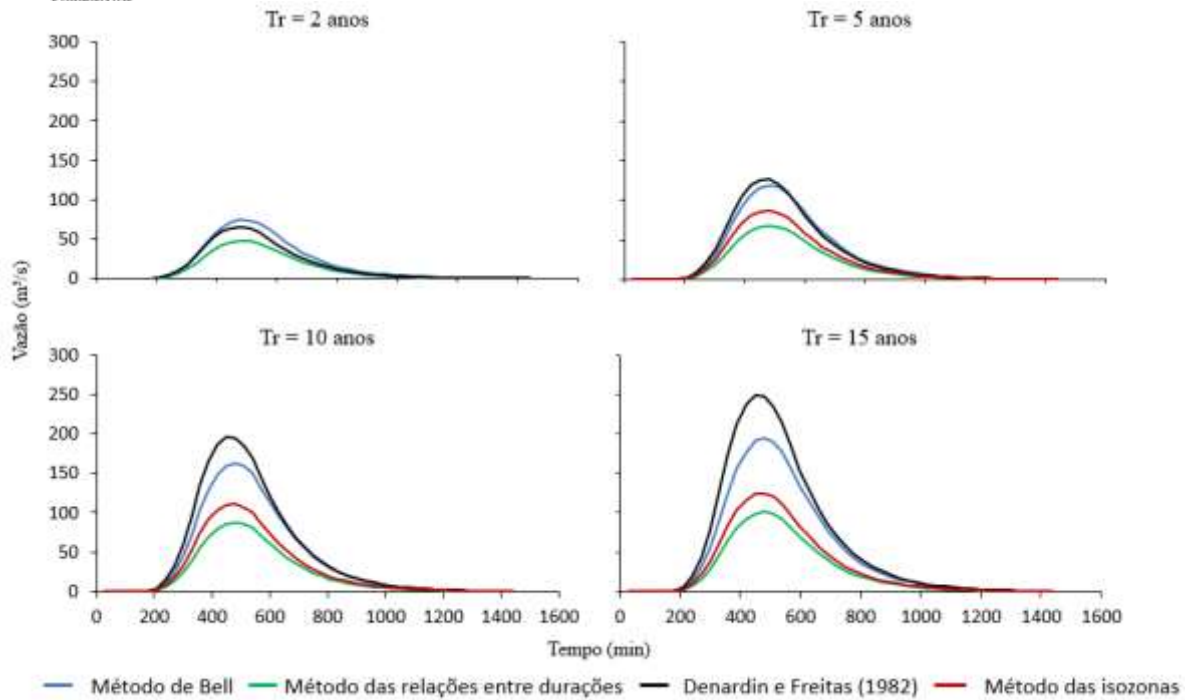 Tr = 2 anos
Tr = 5 anos
300
250
200
150
100
50
0
Tr = 10 anos
Tr = 15 anos
300
250
200
150
100
50
0
0 200 400 600 800 1000 1200 1400 1600
0 200 400 600 800 1000 1200 1400 1600
Vazão (m³/s)
Tempo (min)
Método de Bell
Método das relações entre durações
Denardin e Freitas (1982)
Método das isozonas